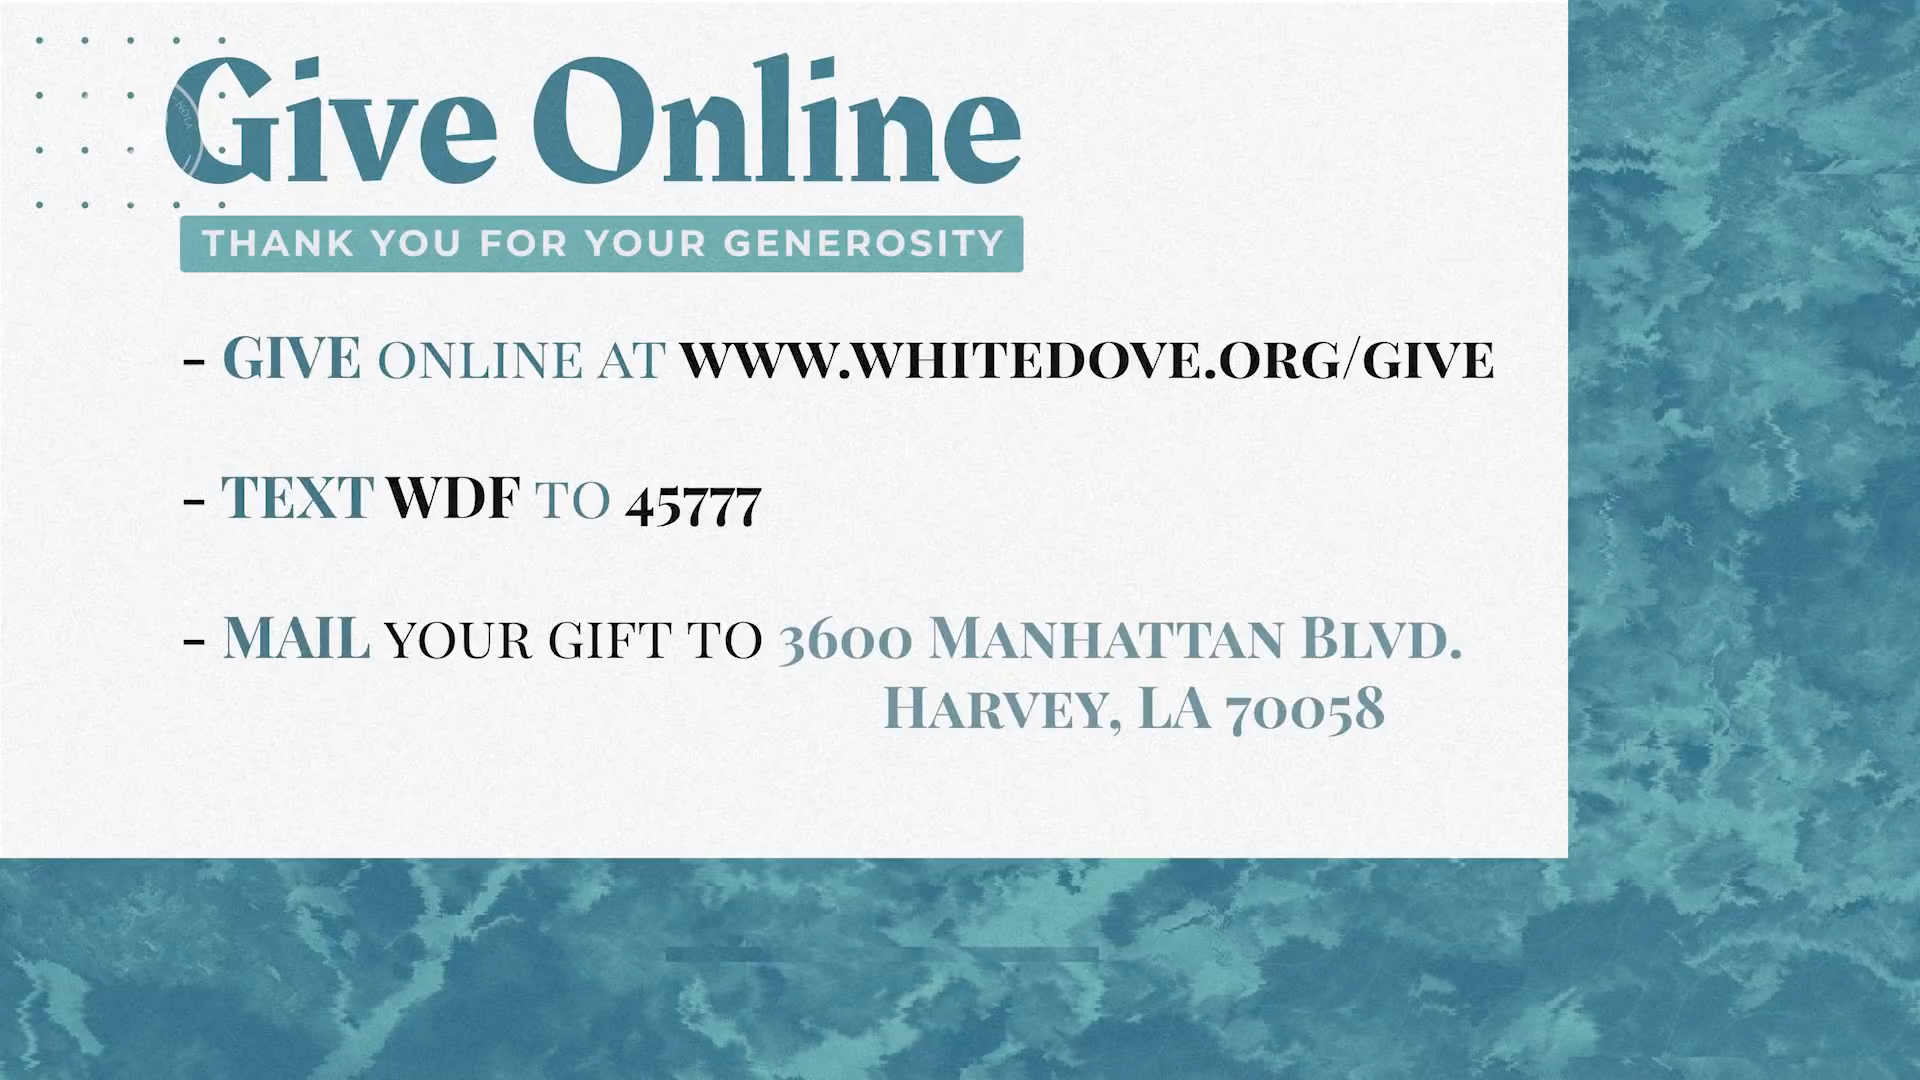 Give Online
THANK YOU FOR YOUR GENEROSITY
- GIVE ONLINE AT WWW.WHITEDOVE.ORG/GIVE
- TEXT WDF TO 45777
- MAIL YOUR GIFT TO 3600 MANHATTAN BLVD.
HARVEY, LA 70058